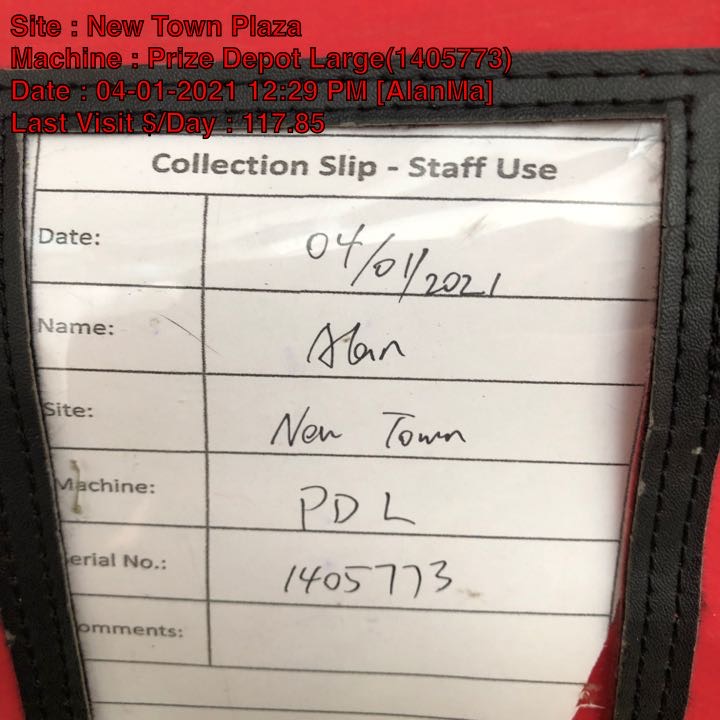 Site : New Town Plaza
Machine : Prize Depot Large(1405773)
Date : 04-01-2021 12:29 PM [AlanMa]
Last Visit $/Day : 117.85
Collection Slip - Staff Use
Date: 04/01/2021
Name: Alan
Site: New Town
Machine: PDL
erial No.: 1405773
omments: